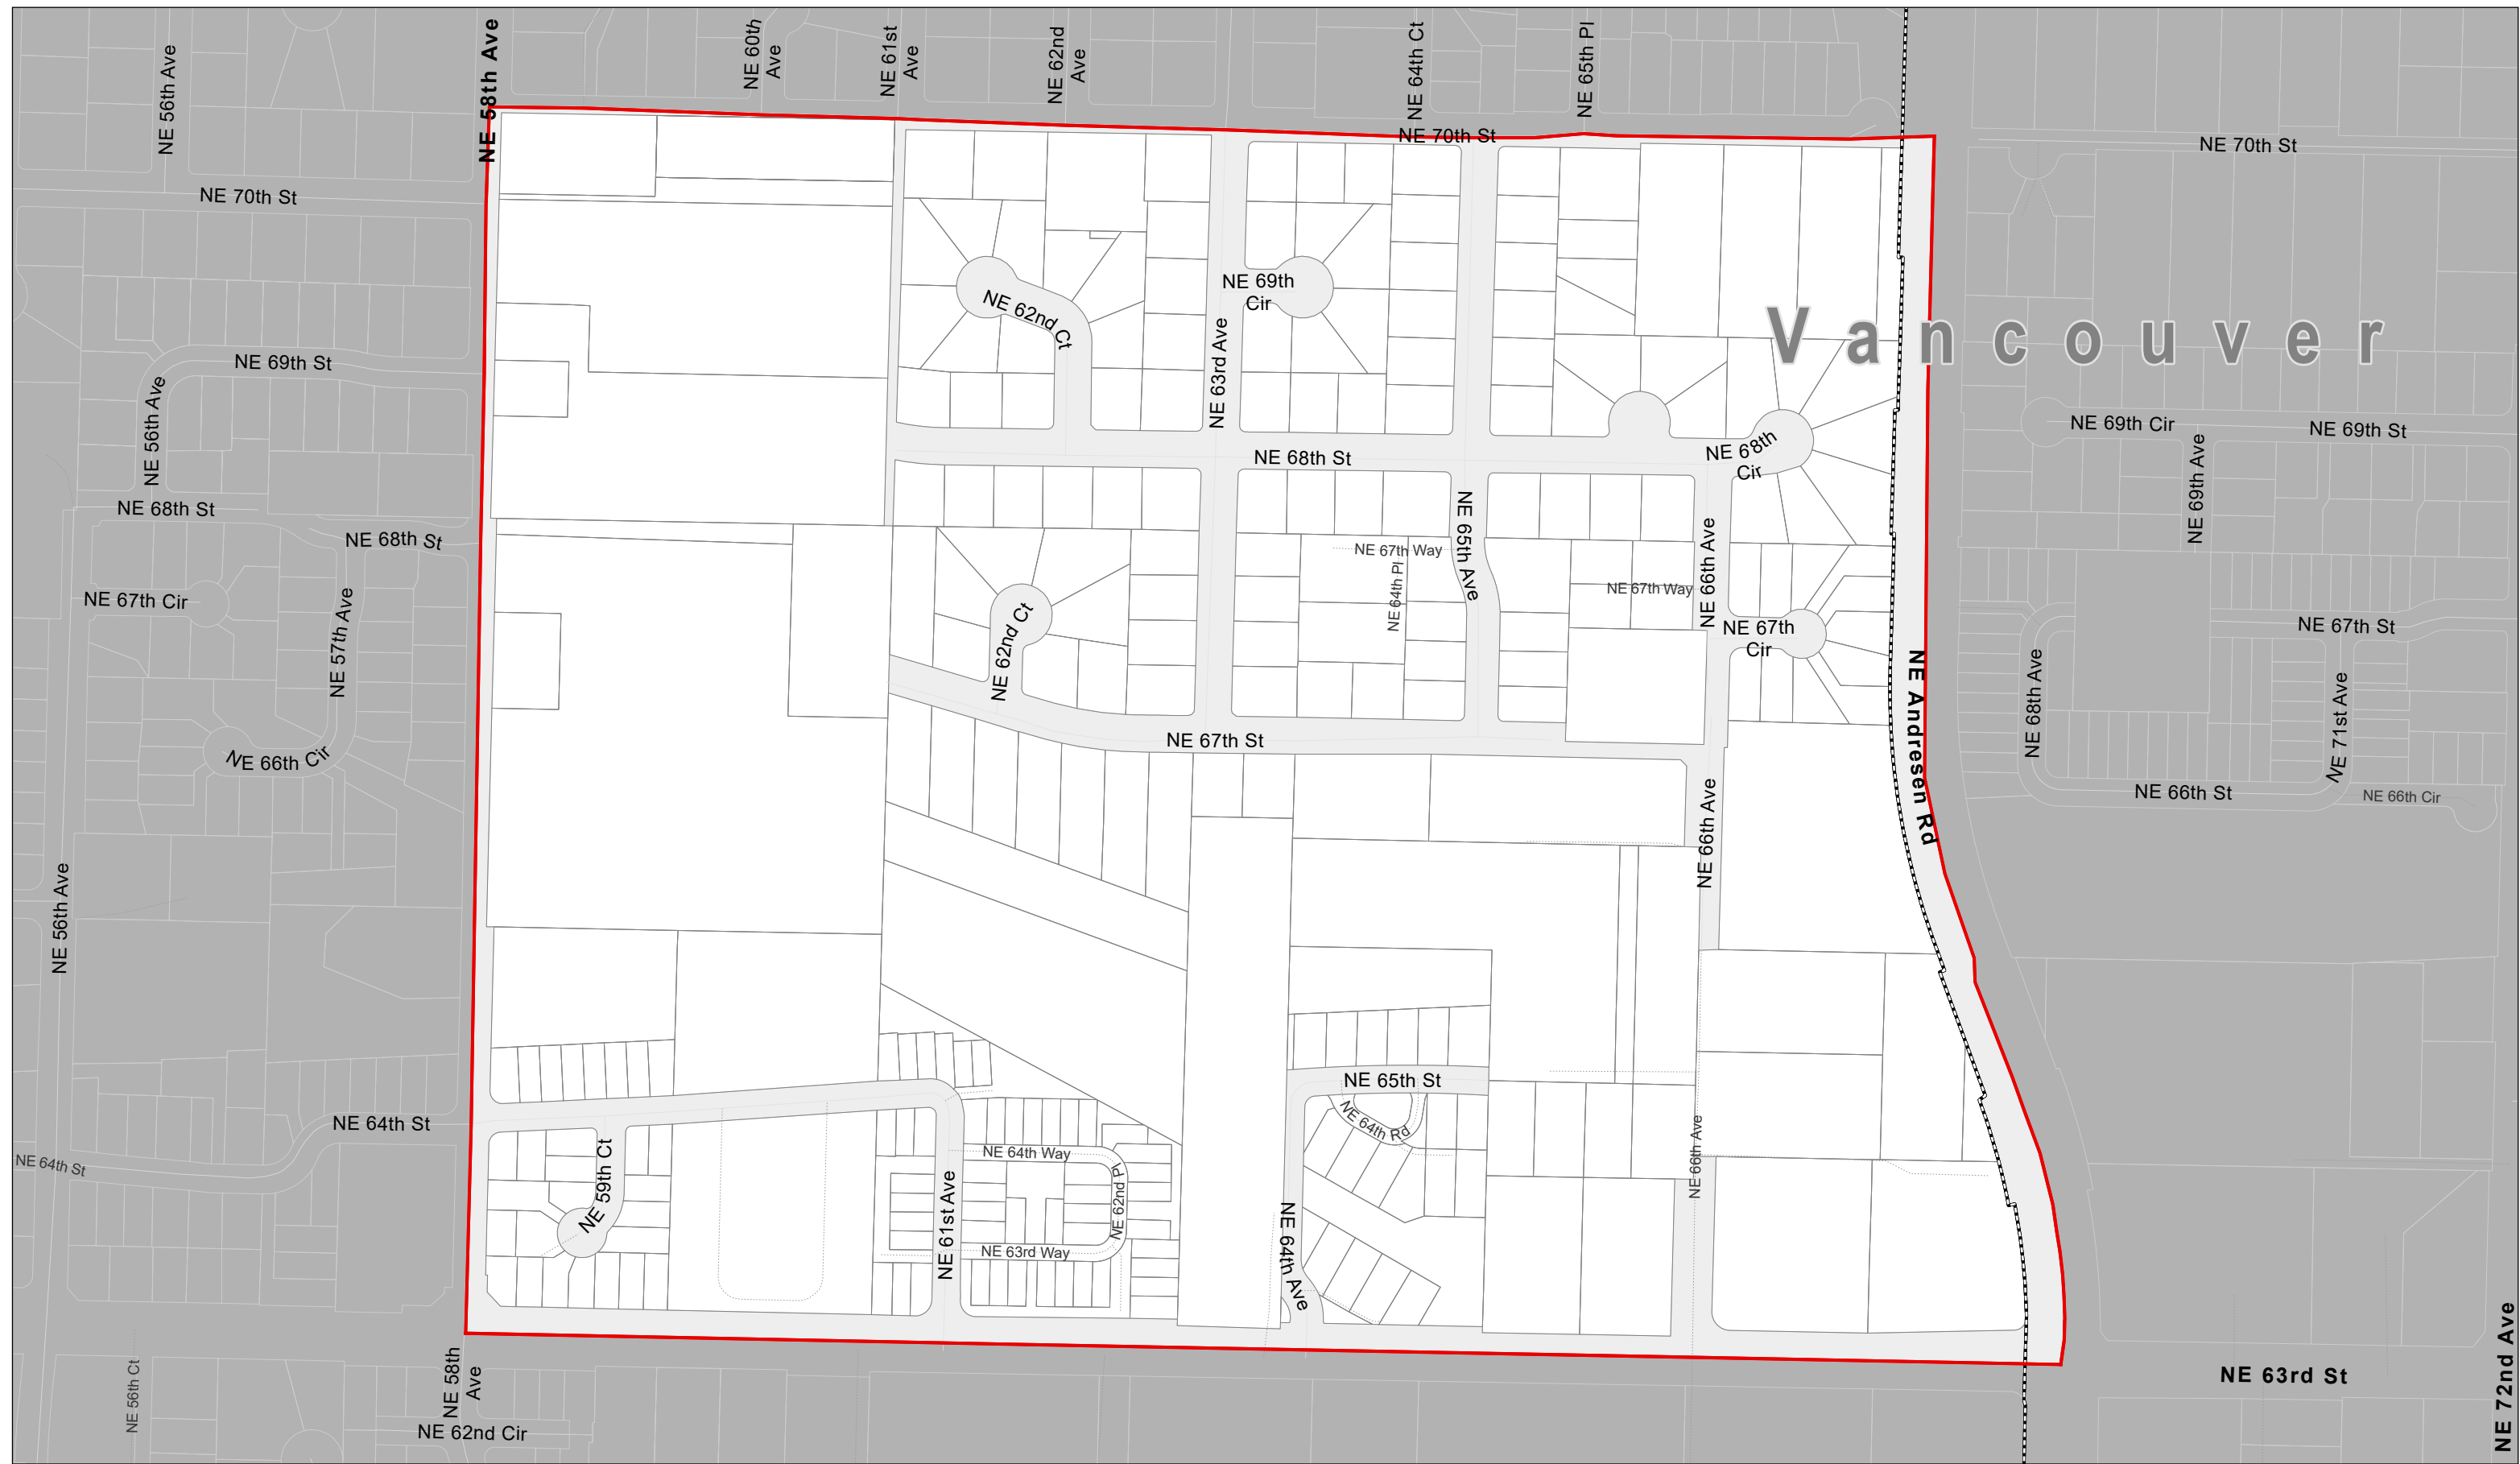 NE 58th Ave
NE 60th
Ave
NE 61st
Ave
NE 62nd
Ave
NE 64th Ct
NE 65th Pl
NE 56th Ave
NE 70th St
NE 70th St
NE 70th St
NE 69th
Cir
NE 62nd Ct
Vancouver
NE 69th St
NE 63rd Ave
NE 56th Ave
NE 69th Cir
NE 69th St
NE 68th St
NE 68th
Cir
NE 69th Ave
NE 68th St
NE 68th St
NE 65th Ave
NE 67th Way
NE 64th Pl
NE 67th Way
NE 66th Ave
NE 67th Cir
NE 57th Ave
NE 62nd Ct
NE 67th
Cir
NE 67th St
NE 68th Ave
NE 71st Ave
NE Andresen Rd
NE 66th Cir
NE 67th St
NE 66th Ave
NE 66th St
NE 66th Cir
NE 56th Ave
NE 65th St
NE 64th Rd
NE 64th St
NE 64th St
NE 59th Ct
NE 64th Way
NE 62nd Pl
NE 61st Ave
NE 63rd Way
NE 64th Ave
NE 66th Ave
NE 56th Ct
NE 58th
Ave
NE 62nd Cir
NE 63rd St
NE 72nd Ave